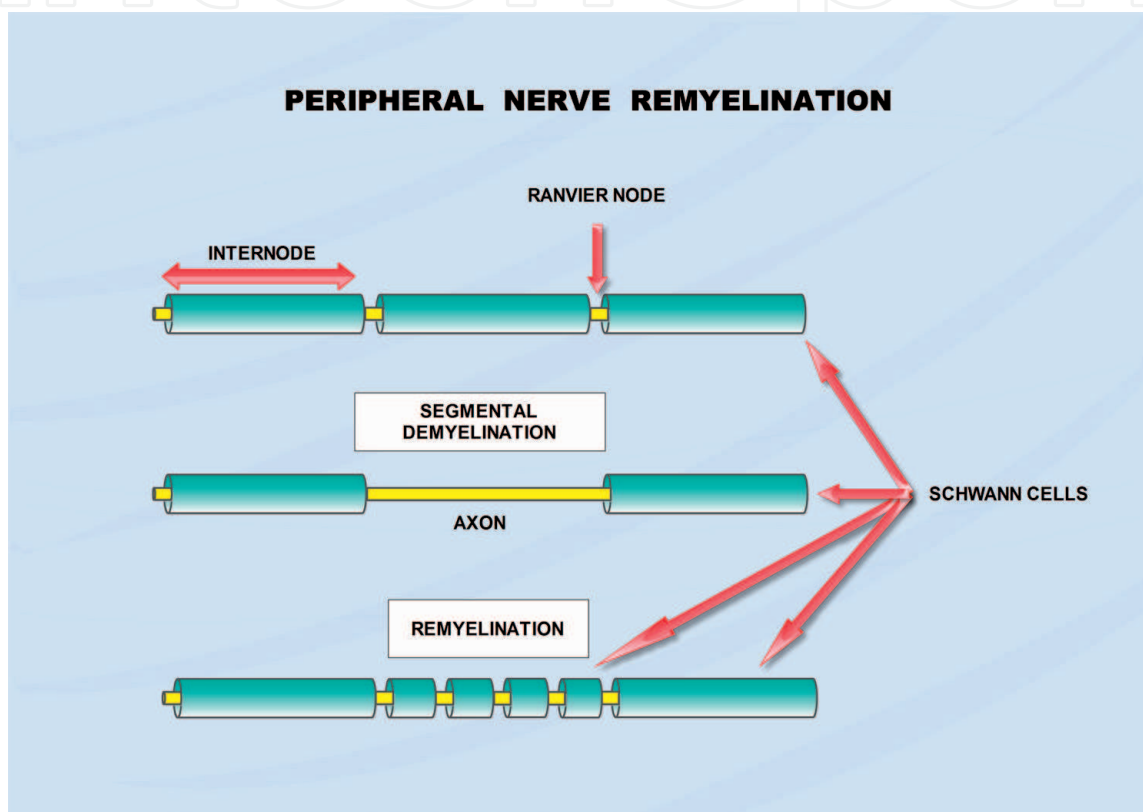 PERIPHERAL NERVE REMYELINATION
RANVIER NODE
INTERNODE
SEGMENTAL
DEMYELINATION
AXON
SCHWANN CELLS
REMYELINATION